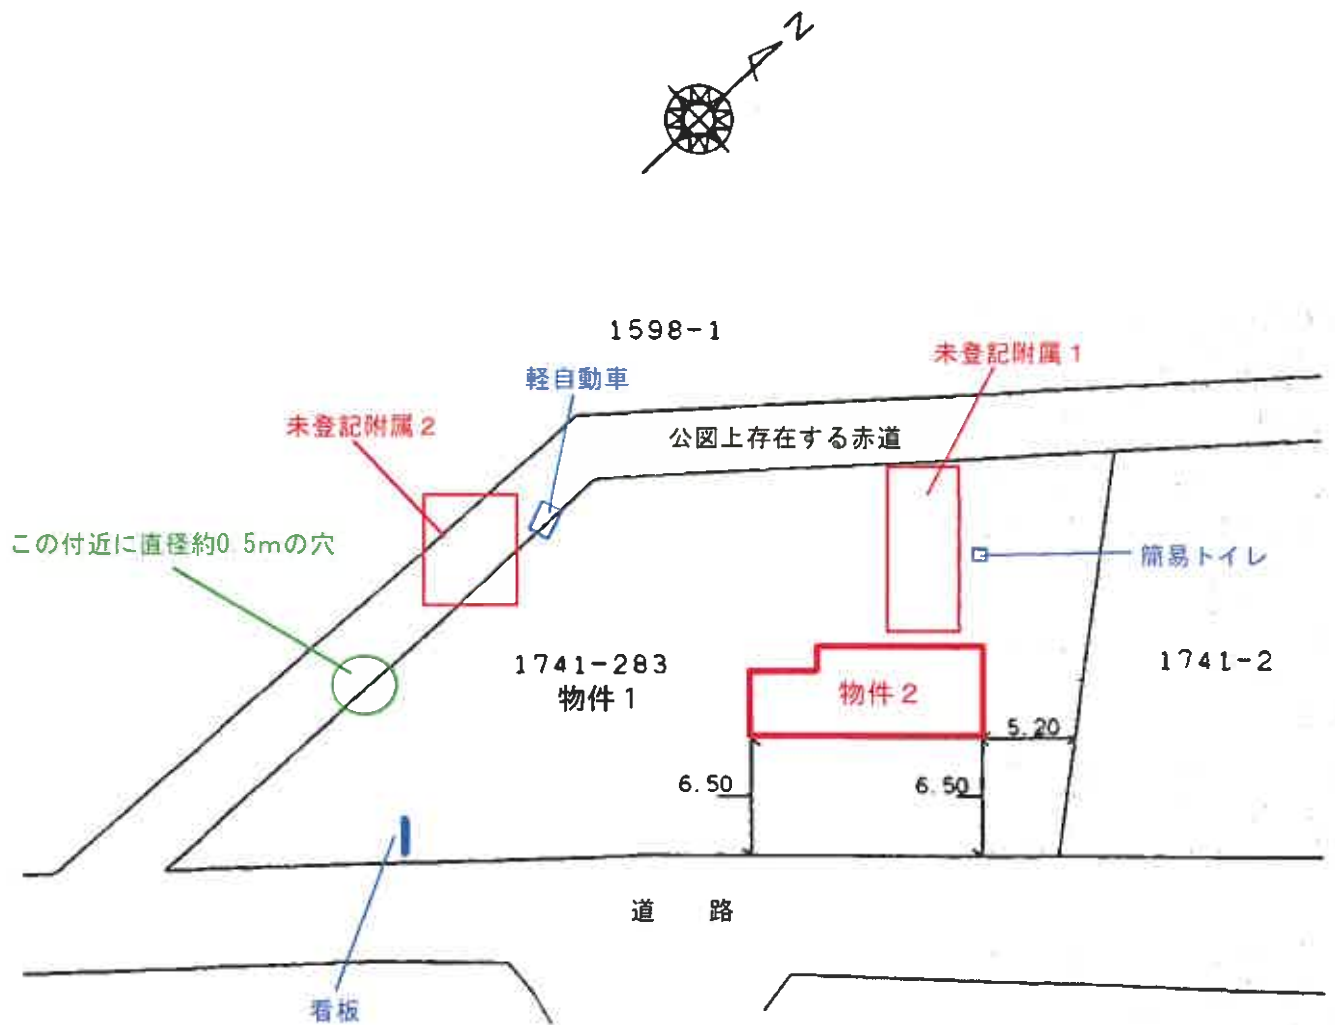 N
1598-1
未登記附属1
軽自動車
未登記附属2
公図上存在する赤道
この付近に直径約0.5mの穴
簡易トイレ
1741-283
物件1
1741-2
物件2
5.20
6.50
6.50
道 路
看板